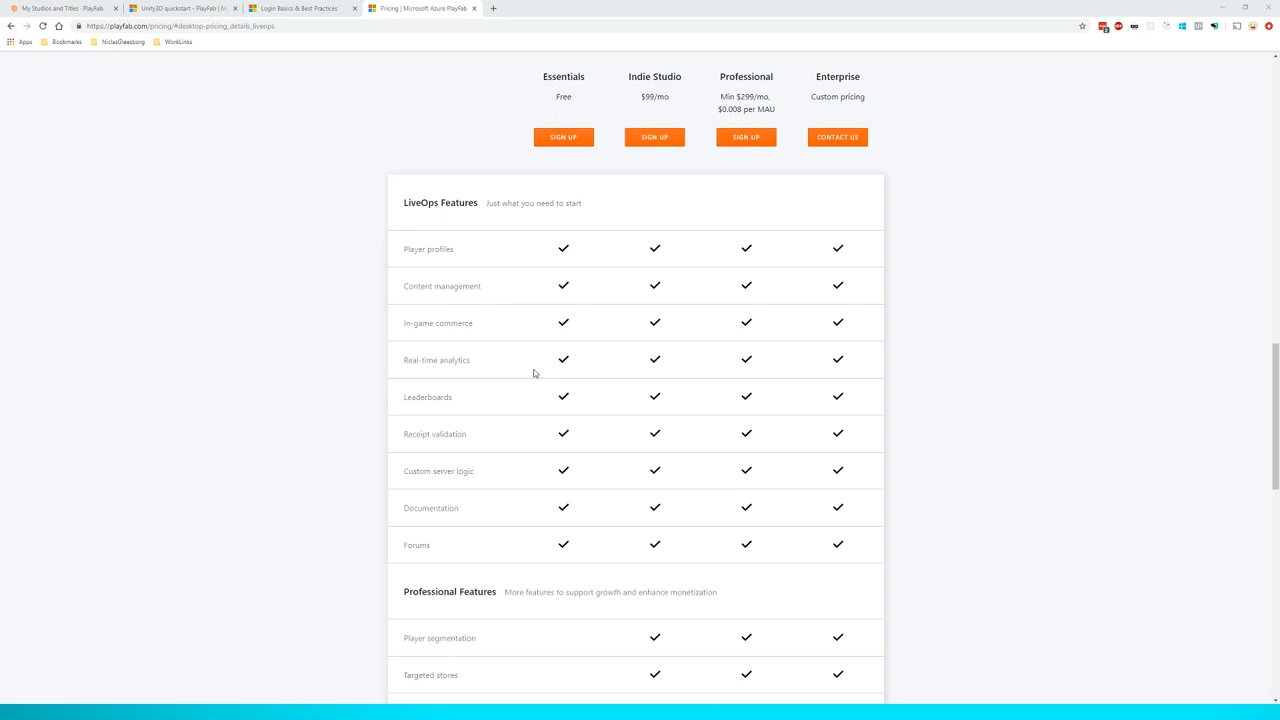 My Studios and Titles - PlayFab
Unity3D quickstart - PlayFab | M
Login Basics & Best Practices
Pricing | Microsoft Azure PlayFab
https://playfab.com/pricing/#desktop-pricing_details_liveops
Apps
Bookmarks
NiclasGleesborg
WorkLinks
Essentials
Indie Studio
Professional
Enterprise
Free
$99/mo
Min $299/mo,
$0.008 per MAU
Custom pricing
SIGN UP
SIGN UP
SIGN UP
CONTACT US
LiveOps Features Just what you need to start
Player profiles
Content management
In-game commerce
Real-time analytics
Leaderboards
Receipt validation
Custom server logic
Documentation
Forums
Professional Features More features to support growth and enhance monetization
Player segmentation
Targeted stores